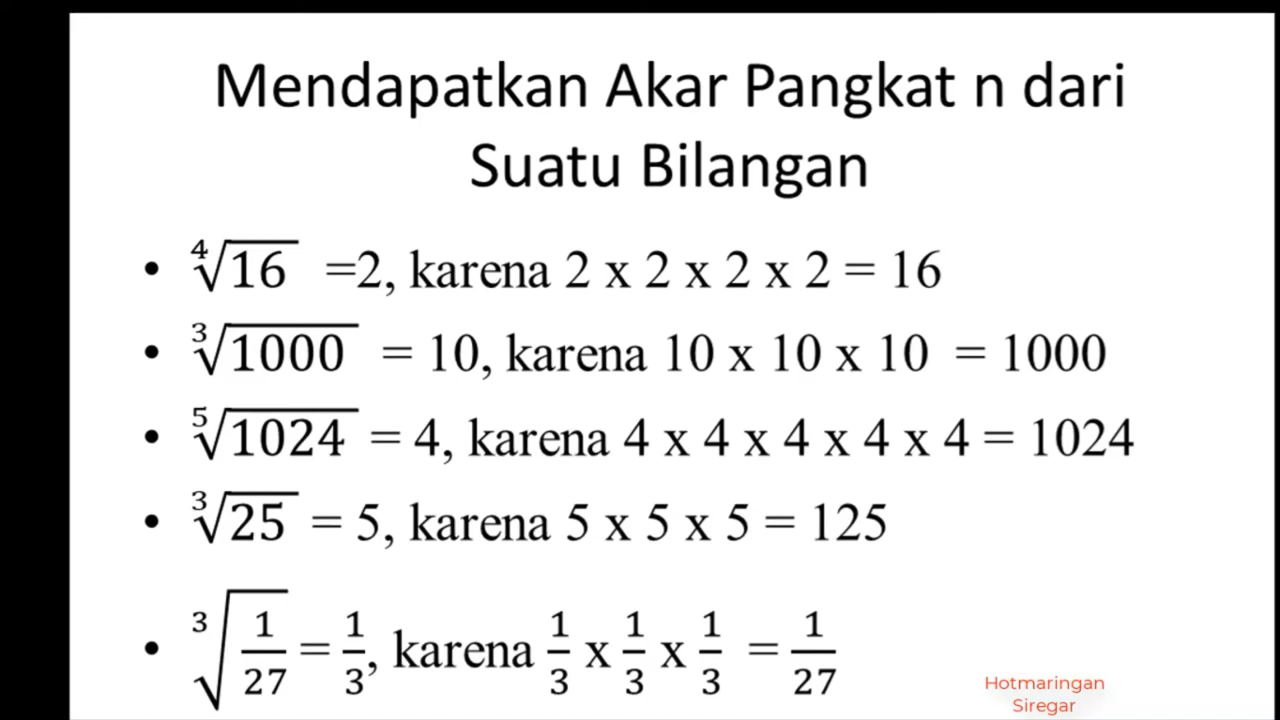 Mendapatkan Akar Pangkat n dari
Suatu Bilangan
• ⁴√16 =2, karena 2 x 2 x 2 x 2 = 16
• ³√1000 = 10, karena 10 x 10 x 10 = 1000
• ⁵√1024 = 4, karena 4 x 4 x 4 x 4 x 4 = 1024
• ³√25 = 5, karena 5 x 5 x 5 = 125
• ³√(1/27) = 1/3, karena 1/3 x 1/3 x 1/3 = 1/27
Hotmaringan
Siregar